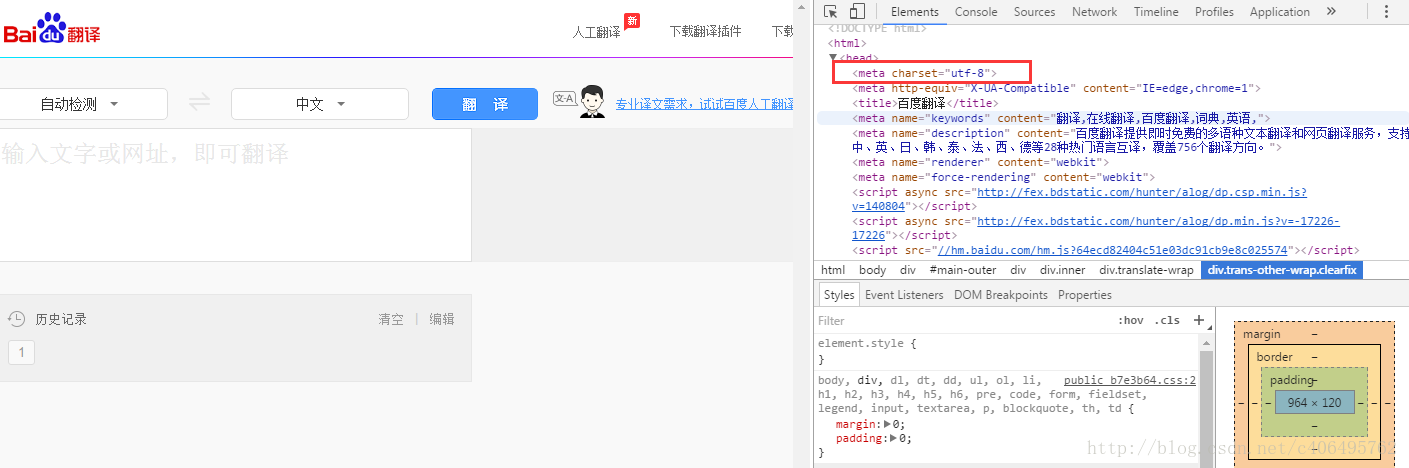 Bai du 翻译
人工翻译 新 下载翻译插件 下载
自动检测 中文 翻 译 文-A 专业译文需求，试试百度人工翻译
输入文字或网址，即可翻译
历史记录 清空 | 编辑
1
Elements Console Sources Network Timeline Profiles Application »
<!DOCTYPE html>
<html>
▼<head>
<meta charset="utf-8">
<meta http-equiv="X-UA-Compatible" content="IE=edge,chrome=1">
<title>百度翻译</title>
<meta name="keywords" content="翻译,在线翻译,百度翻译,词典,英语,">
<meta name="description" content="百度翻译提供即时免费的多语种文本翻译和网页翻译服务，支持
中、英、日、韩、泰、法、西、德等28种热门语言互译，覆盖756个翻译方向。">
<meta name="renderer" content="webkit">
<meta name="force-rendering" content="webkit">
<script async src="http://fex.bdstatic.com/hunter/alog/dp.csp.min.js?
v=140804"></script>
<script async src="http://fex.bdstatic.com/hunter/alog/dp.min.js?v=-17226-
17226"></script>
<script src="//hm.baidu.com/hm.js?64ecd82404c51e03dc91cb9e8c025574"></script>
html body div #main-outer div div.inner div.translate-wrap div.trans-other-wrap.clearfix
Styles Event Listeners DOM Breakpoints Properties
Filter :hov .cls +
element.style {
}
body, div, dl, dt, dd, ul, ol, li, public_b7e3b64.css:2
h1, h2, h3, h4, h5, h6, pre, code, form, fieldset,
legend, input, textarea, p, blockquote, th, td {
margin:▶0;
padding:▶0;
}
margin –
border –
padding –
– – – 964 × 120 – – –
–
–
http://blog.csdn.net/c406495762